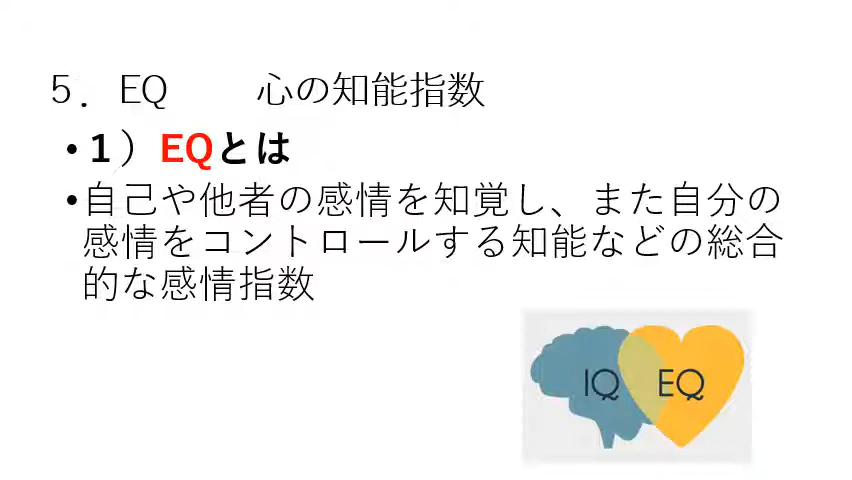 ５．EQ　　心の知能指数
•１）EQとは
•自己や他者の感情を知覚し、また自分の
感情をコントロールする知能などの総合
的な感情指数
IQ EQ